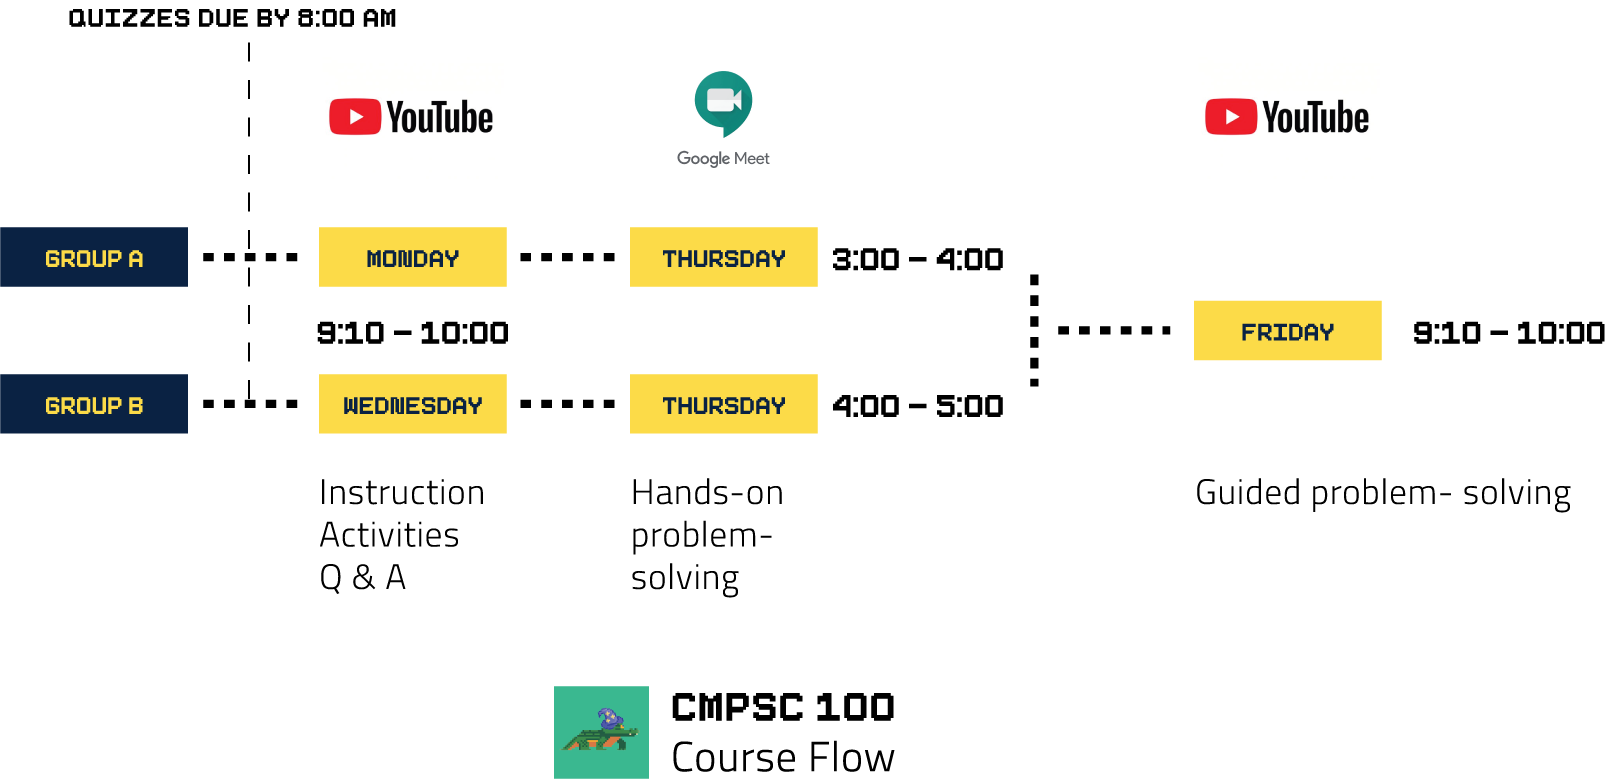 QUIZZES DUE BY 8:00 AM
YouTube
Google Meet
YouTube
GROUP A
MONDAY
THURSDAY
3:00 – 4:00
9:10 – 10:00
FRIDAY
9:10 – 10:00
GROUP B
WEDNESDAY
THURSDAY
4:00 – 5:00
Instruction
Activities
Q & A
Hands-on
problem-
solving
Guided problem- solving
CMPSC 100
Course Flow